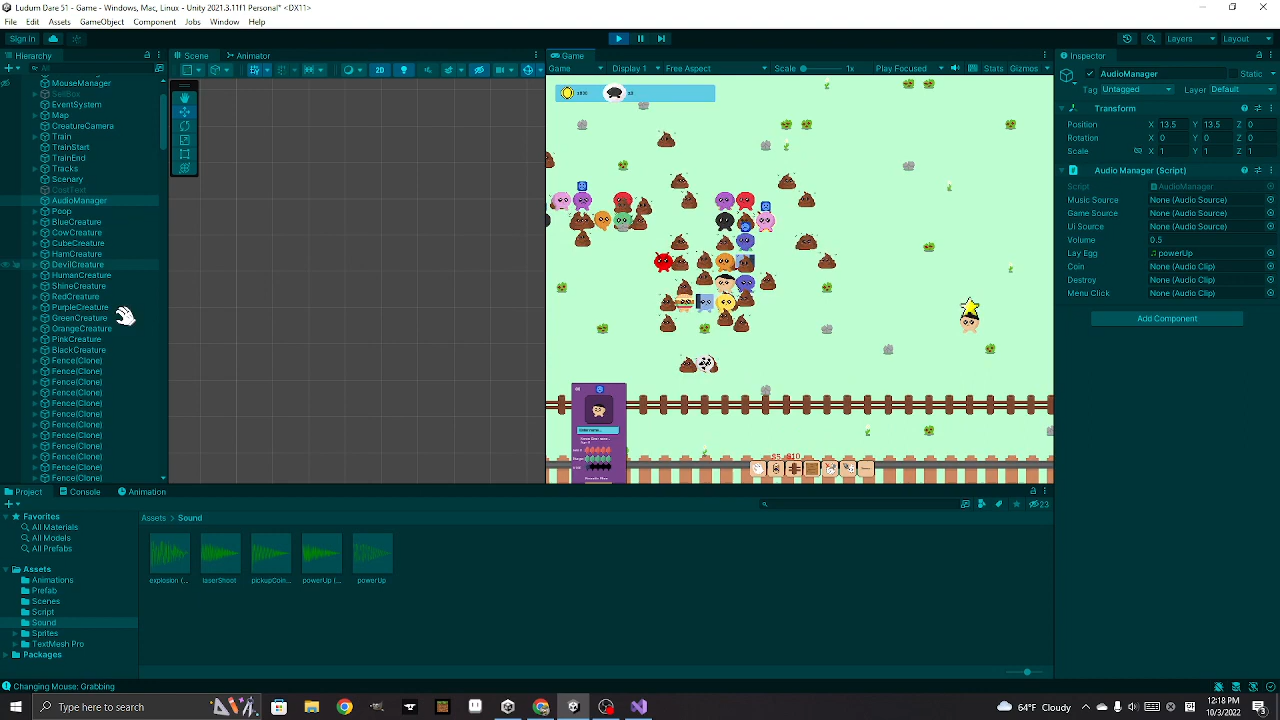 Ludum Dare 51 - Game - Windows, Mac, Linux - Unity 2021.3.11f1 Personal* <DX11>
File Edit Assets GameObject Component Jobs Window Help
Sign in Layers Layout
Hierarchy
All
MouseManager
SellBox
EventSystem
Map
CreatureCamera
Train
TrainStart
TrainEnd
Tracks
Scenary
CostText
AudioManager
Poop
BlueCreature
CowCreature
CubeCreature
HamCreature
DevilCreature
HumanCreature
ShineCreature
RedCreature
PurpleCreature
GreenCreature
OrangeCreature
PinkCreature
BlackCreature
Fence(Clone)
Fence(Clone)
Fence(Clone)
Fence(Clone)
Fence(Clone)
Fence(Clone)
Fence(Clone)
Fence(Clone)
Fence(Clone)
Fence(Clone)
Fence(Clone)
Fence(Clone)
Scene Animator
2D
Game
Game Display 1 Free Aspect Scale 1x Play Focused Stats Gizmos
$5 $10
Inspector
AudioManager Static
Tag Untagged Layer Default
Transform
Position X 13.5 Y 13.5 Z 0
Rotation X 0 Y 0 Z 0
Scale X 1 Y 1 Z 1
Audio Manager (Script)
Script AudioManager
Music Source None (Audio Source)
Game Source None (Audio Source)
Ui Source None (Audio Source)
Volume 0.5
Lay Egg powerUp
Coin None (Audio Clip)
Destroy None (Audio Clip)
Menu Click None (Audio Clip)
Add Component
Project Console Animation
23
Favorites
All Materials
All Models
All Prefabs
Assets
Animations
Prefab
Scenes
Script
Sound
Sprites
TextMesh Pro
Packages
Assets > Sound
explosion (... laserShoot pickupCoin... powerUp (... powerUp
Changing Mouse: Grabbing
Type here to search
66°F Cloudy
12:18 PM
10/3/2022